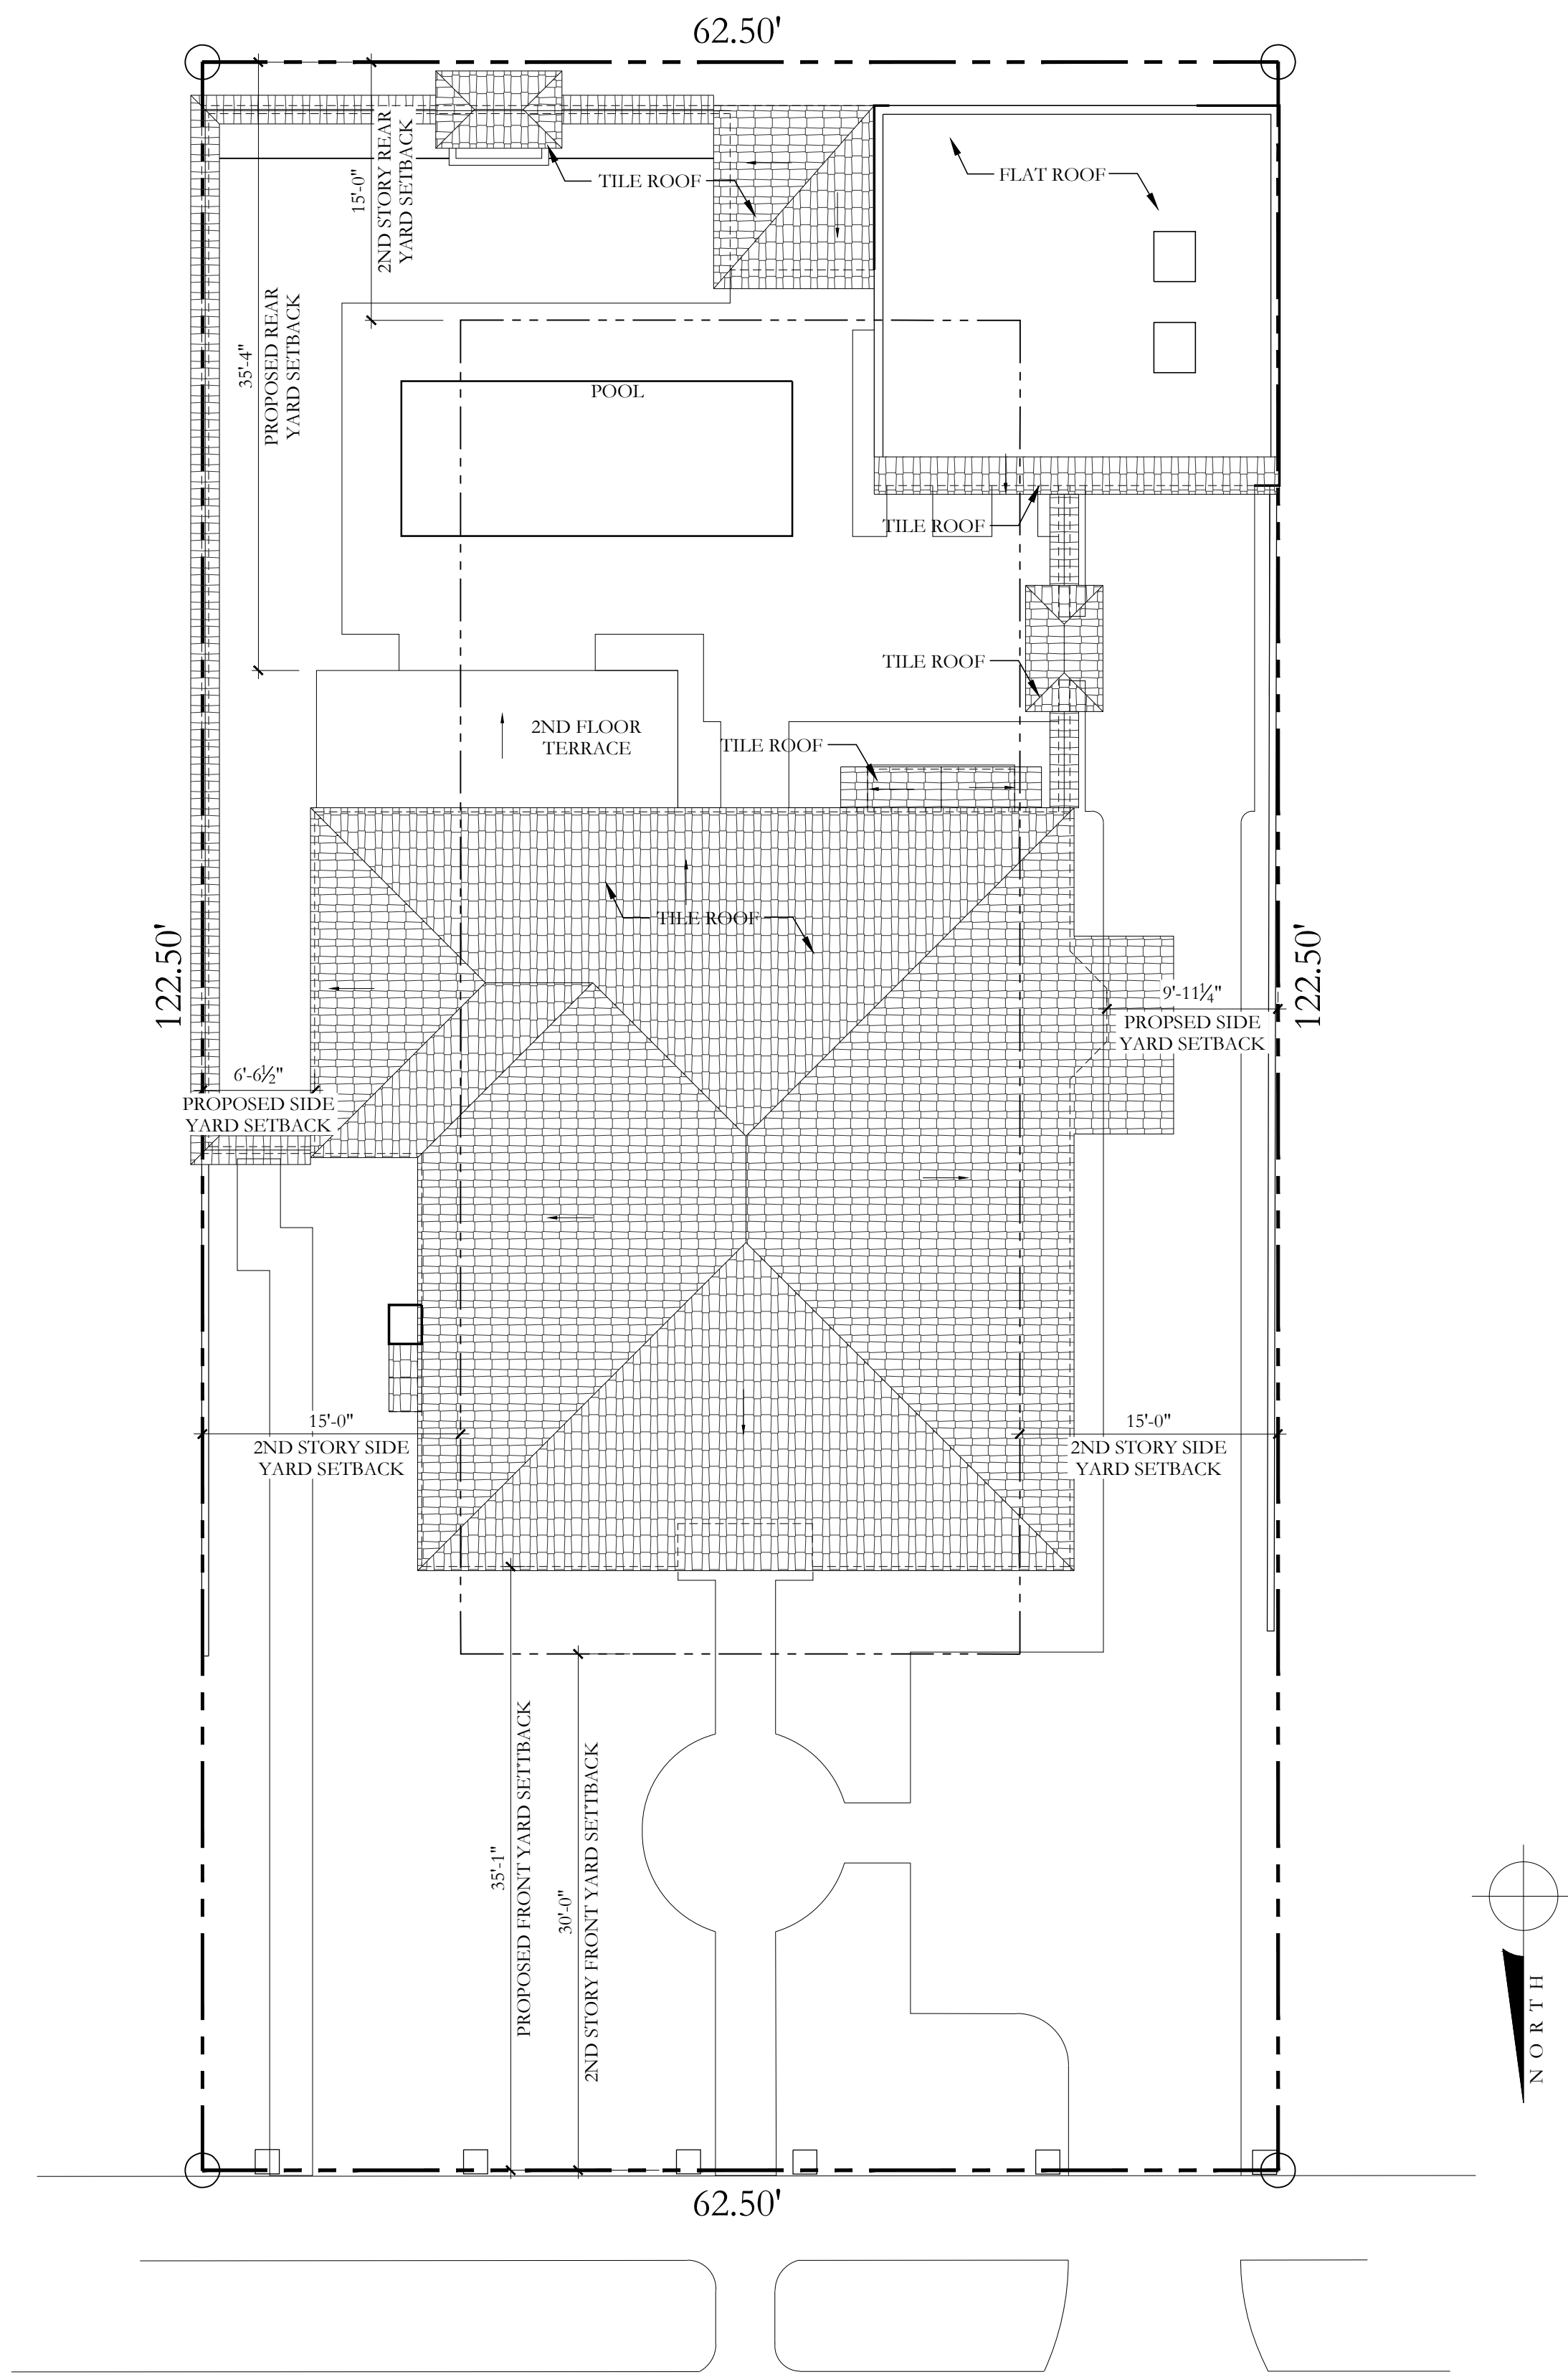 62.50'
15'-0"
2ND STORY REAR
YARD SETBACK
TILE ROOF
FLAT ROOF
35'-4"
PROPOSED REAR
YARD SETBACK
POOL
TILE ROOF
TILE ROOF
2ND FLOOR
TERRACE
TILE ROOF
TILE ROOF
122.50'
122.50'
9'-11¼"
PROPSED SIDE
YARD SETBACK
6'-6½"
PROPOSED SIDE
YARD SETBACK
15'-0"
2ND STORY SIDE
YARD SETBACK
15'-0"
2ND STORY SIDE
YARD SETBACK
35'-1"
PROPOSED FRONT YARD SETTBACK
30'-0"
2ND STORY FRONT YARD SETTBACK
NORTH
62.50'